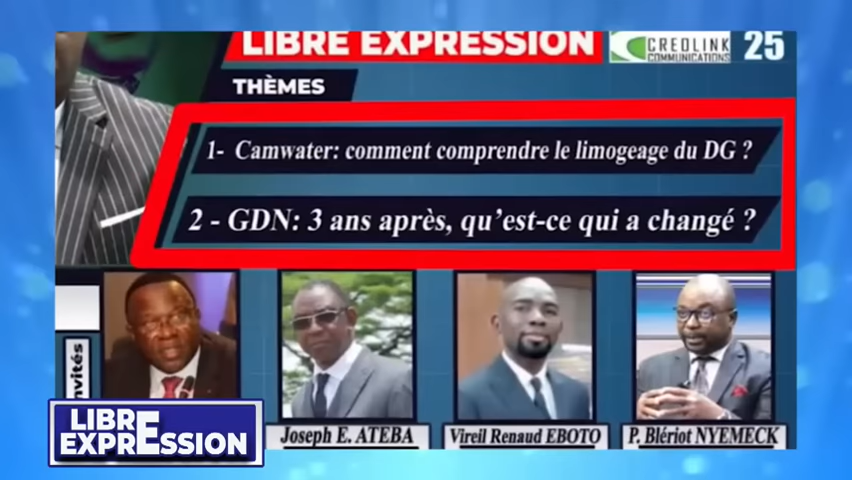 LIBRE EXPRESSION
CREOLINK
COMMUNICATIONS
25
THÈMES
1- Camwater: comment comprendre le limogeage du DG ?
2 - GDN: 3 ans après, qu'est-ce qui a changé ?
invités
Joseph E. ATEBA
Vireil Renaud EBOTO
P. Blériot NYEMECK
LIBRE
EXPRESSION